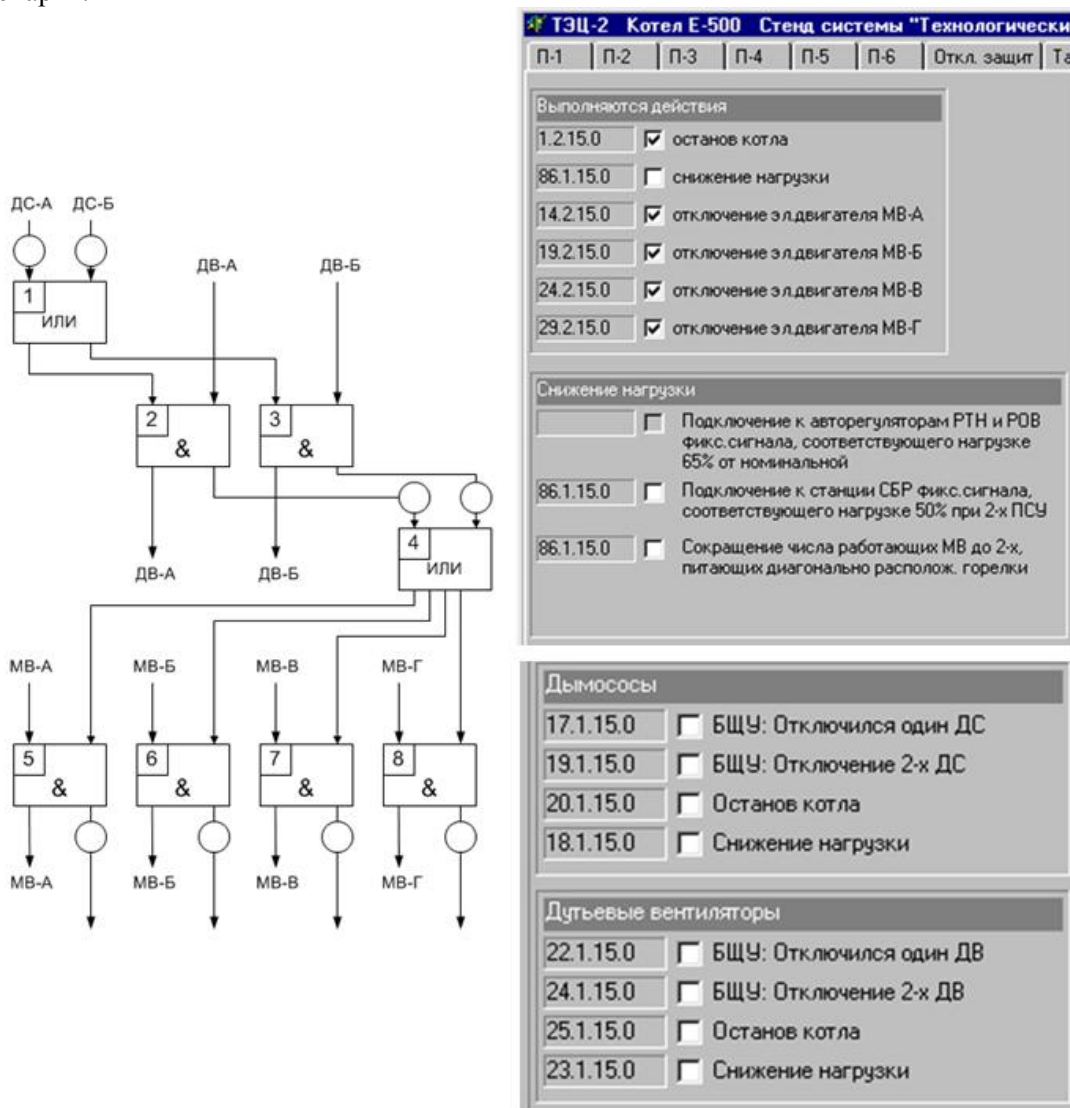 ТЭЦ-2 Котел Е-500 Стенд системы "Технологически
П-1 П-2 П-3 П-4 П-5 П-6 Откл. защит
Выполняются действия
1.2.15.0 останов котла
86.1.15.0 снижение нагрузки
14.2.15.0 отключение эл.двигателя МВ-А
19.2.15.0 отключение эл.двигателя МВ-Б
24.2.15.0 отключение эл.двигателя МВ-В
29.2.15.0 отключение эл.двигателя МВ-Г
Снижение нагрузки
Подключение к авторегуляторам РТН и РОВ
фикс.сигнала, соответствующего нагрузке
65% от номинальной
86.1.15.0 Подключение к станции СБР фикс.сигнала,
соответствующего нагрузке 50% при 2-х ПСУ
86.1.15.0 Сокращение числа работающих МВ до 2-х,
питающих диагонально располож. горелки
Дымососы
17.1.15.0 БЩУ: Отключился один ДС
19.1.15.0 БЩУ: Отключение 2-х ДС
20.1.15.0 Останов котла
18.1.15.0 Снижение нагрузки
Дутьевые вентиляторы
22.1.15.0 БЩУ: Отключился один ДВ
24.1.15.0 БЩУ: Отключение 2-х ДВ
25.1.15.0 Останов котла
23.1.15.0 Снижение нагрузки
ДС-А ДС-Б
ДВ-А ДВ-Б
1
ИЛИ
2 3
& &
4
ИЛИ
ДВ-А ДВ-Б
МВ-А МВ-Б МВ-В МВ-Г
5 6 7 8
& & & &
МВ-А МВ-Б МВ-В МВ-Г